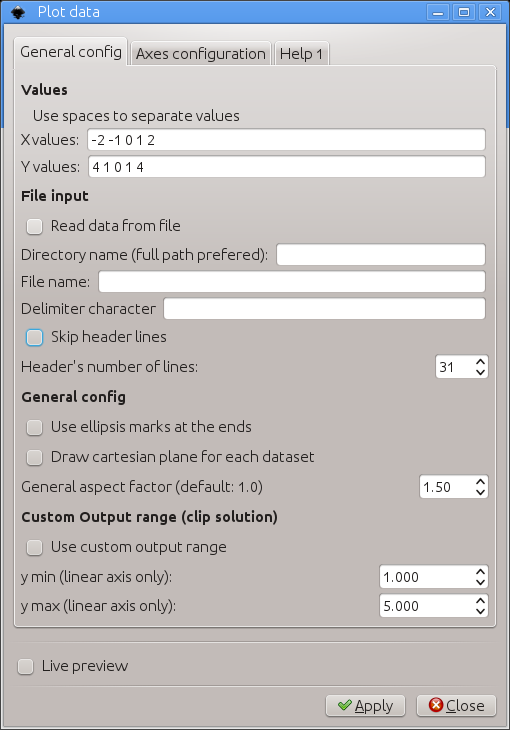 Plot data
General config Axes configuration Help 1
Values
Use spaces to separate values
X values: -2 -1 0 1 2
Y values: 4 1 0 1 4
File input
Read data from file
Directory name (full path prefered):
File name:
Delimiter character
Skip header lines
Header's number of lines: 31
General config
Use ellipsis marks at the ends
Draw cartesian plane for each dataset
General aspect factor (default: 1.0) 1.50
Custom Output range (clip solution)
Use custom output range
y min (linear axis only): 1.000
y max (linear axis only): 5.000
Live preview
Apply Close